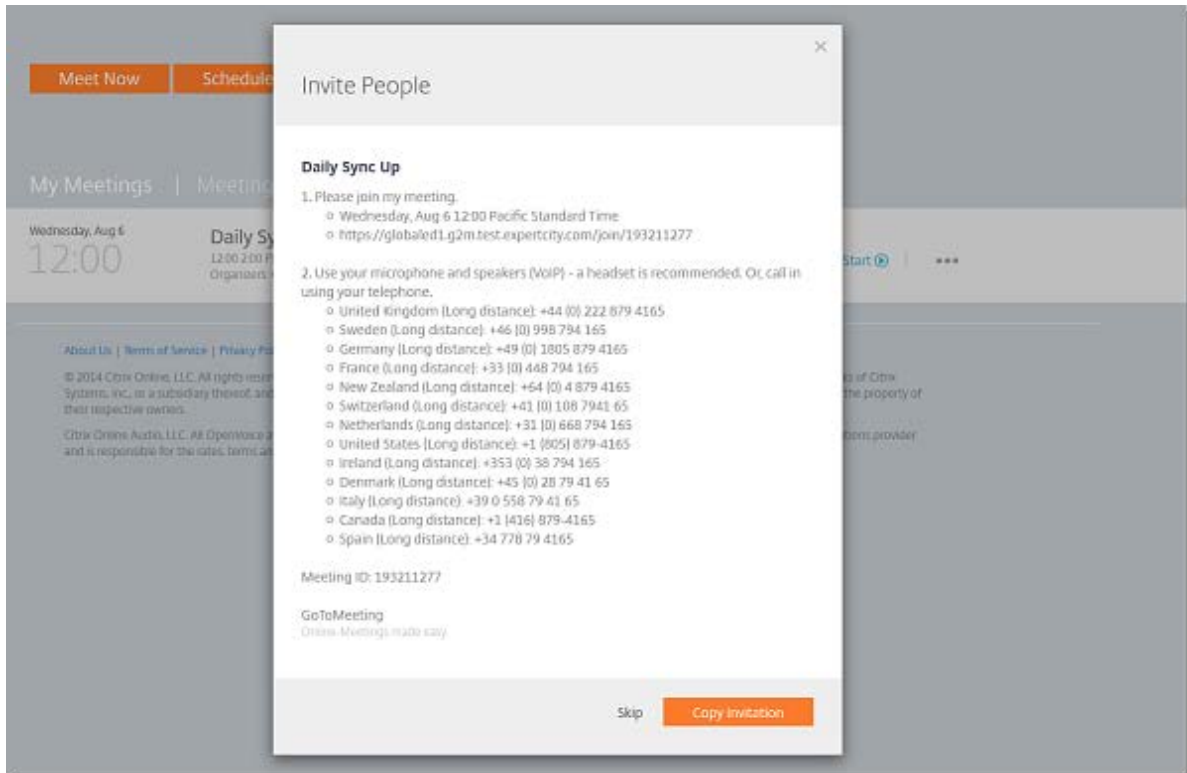 ×
Meet Now
Schedule
Invite People
My Meetings | Meeting
Daily Sync Up
1. Please join my meeting.
Wednesday, Aug 6 12:00 Pacific Standard Time
https://globaled1.g2m.test.expertcity.com/join/193211277
Wednesday, Aug 6
12:00
Daily Sy
12:00 2:00 P
Organizers:
Start
2. Use your microphone and speakers (VoIP) - a headset is recommended. Or, call in
using your telephone.
United Kingdom (Long distance): +44 (0) 222 879 4165
Sweden (Long distance): +46 (0) 998 794 165
Germany (Long distance): +49 (0) 1805 879 4165
France (Long distance): +33 (0) 448 794 165
New Zealand (Long distance): +64 (0) 4 879 4165
Switzerland (Long distance): +41 (0) 108 7941 65
Netherlands (Long distance): +31 (0) 668 794 165
United States (Long distance): +1 (805) 879-4165
Ireland (Long distance): +353 (0) 38 794 165
Denmark (Long distance): +45 (0) 28 79 41 65
Italy (Long distance): +39 0 558 79 41 65
Canada (Long distance): +1 (416) 879-4165
Spain (Long distance): +34 778 79 4165
Meeting ID: 193211277
GoToMeeting
Online Meetings made easy
About Us | Terms of Service | Privacy Po
© 2014 Citrix Online, LLC. All rights rese
Systems, Inc., or a subsidiary thereof, and
their respective owners.
ks of Citrix
the property of
Citrix Online Audio, LLC. All OpenVoice a
and is responsible for the rates, terms an
tions provider
Skip
Copy Invitation